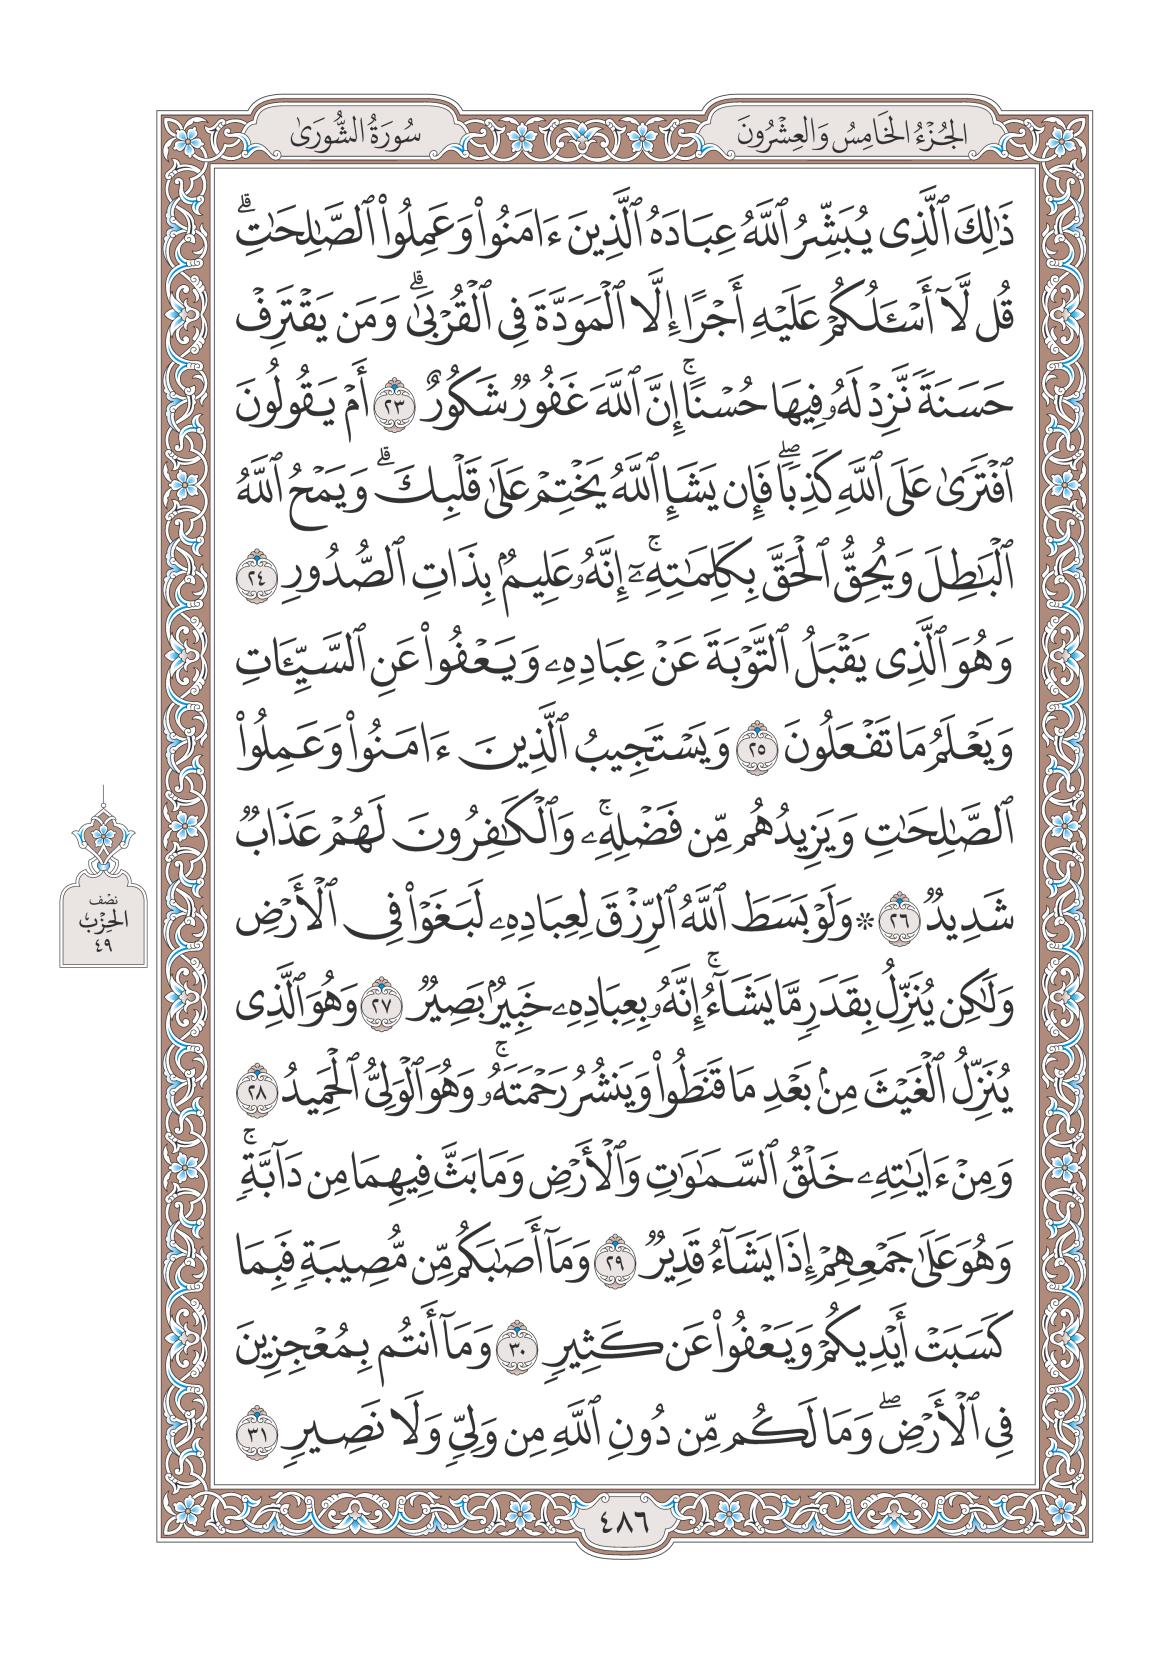 الجُزْءُ الخَامِسُ وَالعِشْرُونَ
سُورَةُ الشُّورَىٰ
ذَٰلِكَ ٱلَّذِى يُبَشِّرُ ٱللَّهُ عِبَادَهُ ٱلَّذِينَ ءَامَنُوا۟ وَعَمِلُوا۟ ٱلصَّٰلِحَٰتِ ۗ
قُل لَّآ أَسْـَٔلُكُمْ عَلَيْهِ أَجْرًا إِلَّا ٱلْمَوَدَّةَ فِى ٱلْقُرْبَىٰ ۗ وَمَن يَقْتَرِفْ
حَسَنَةً نَّزِدْ لَهُۥ فِيهَا حُسْنًا ۚ إِنَّ ٱللَّهَ غَفُورٌ شَكُورٌ ٢٣ أَمْ يَقُولُونَ
ٱفْتَرَىٰ عَلَى ٱللَّهِ كَذِبًا ۖ فَإِن يَشَإِ ٱللَّهُ يَخْتِمْ عَلَىٰ قَلْبِكَ ۗ وَيَمْحُ ٱللَّهُ
ٱلْبَٰطِلَ وَيُحِقُّ ٱلْحَقَّ بِكَلِمَٰتِهِۦٓ ۚ إِنَّهُۥ عَلِيمٌۢ بِذَاتِ ٱلصُّدُورِ ٢٤
وَهُوَ ٱلَّذِى يَقْبَلُ ٱلتَّوْبَةَ عَنْ عِبَادِهِۦ وَيَعْفُوا۟ عَنِ ٱلسَّيِّـَٔاتِ
وَيَعْلَمُ مَا تَفْعَلُونَ ٢٥ وَيَسْتَجِيبُ ٱلَّذِينَ ءَامَنُوا۟ وَعَمِلُوا۟
ٱلصَّٰلِحَٰتِ وَيَزِيدُهُم مِّن فَضْلِهِۦ ۚ وَٱلْكَٰفِرُونَ لَهُمْ عَذَابٌ
شَدِيدٌ ٢٦ ۞ وَلَوْ بَسَطَ ٱللَّهُ ٱلرِّزْقَ لِعِبَادِهِۦ لَبَغَوْا۟ فِى ٱلْأَرْضِ
وَلَٰكِن يُنَزِّلُ بِقَدَرٍ مَّا يَشَآءُ ۚ إِنَّهُۥ بِعِبَادِهِۦ خَبِيرٌۢ بَصِيرٌ ٢٧ وَهُوَ ٱلَّذِى
يُنَزِّلُ ٱلْغَيْثَ مِنۢ بَعْدِ مَا قَنَطُوا۟ وَيَنشُرُ رَحْمَتَهُۥ ۚ وَهُوَ ٱلْوَلِىُّ ٱلْحَمِيدُ ٢٨
وَمِنْ ءَايَٰتِهِۦ خَلْقُ ٱلسَّمَٰوَٰتِ وَٱلْأَرْضِ وَمَا بَثَّ فِيهِمَا مِن دَآبَّةٍ ۚ
وَهُوَ عَلَىٰ جَمْعِهِمْ إِذَا يَشَآءُ قَدِيرٌ ٢٩ وَمَآ أَصَٰبَكُم مِّن مُّصِيبَةٍ فَبِمَا
كَسَبَتْ أَيْدِيكُمْ وَيَعْفُوا۟ عَن كَثِيرٍ ٣٠ وَمَآ أَنتُم بِمُعْجِزِينَ
فِى ٱلْأَرْضِ ۖ وَمَا لَكُم مِّن دُونِ ٱللَّهِ مِن وَلِىٍّ وَلَا نَصِيرٍ ٣١
نصْف
الحِزْب
٤٩
٤٨٦